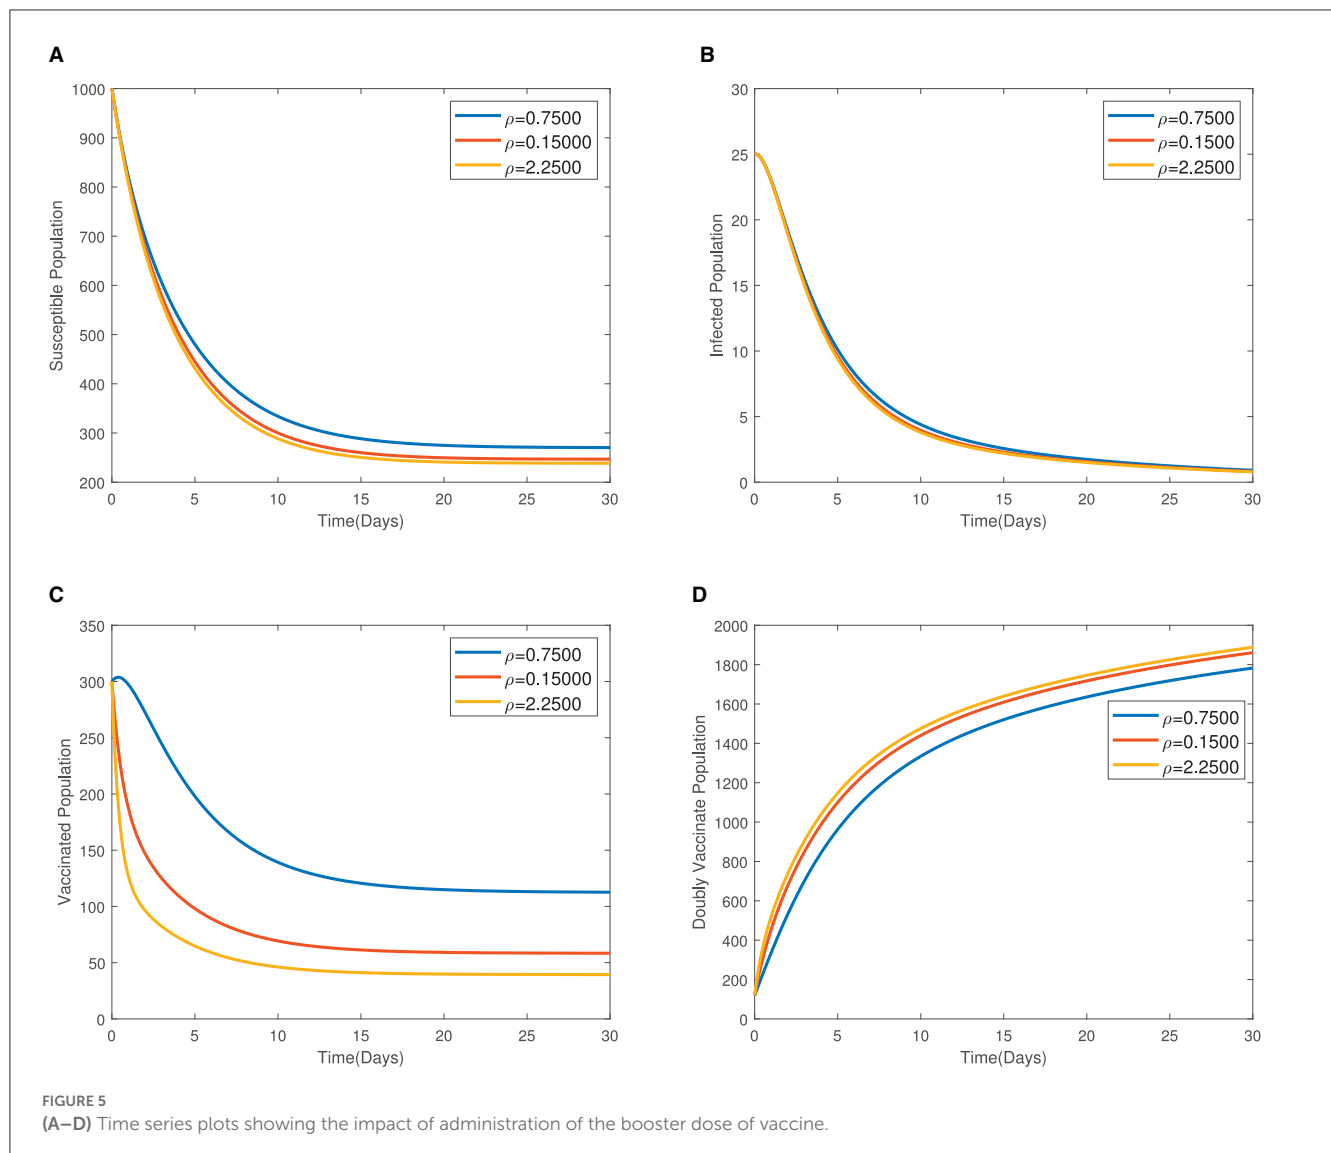 A
1000
900
800
700
600
500
400
300
200
0 5 10 15 20 25 30
Susceptible Population
Time(Days)
ρ=0.7500
ρ=0.15000
ρ=2.2500
B
30
25
20
15
10
5
0
0 5 10 15 20 25 30
Infected Population
Time(Days)
ρ=0.7500
ρ=0.1500
ρ=2.2500
C
350
300
250
200
150
100
50
0
0 5 10 15 20 25 30
Vaccinated Population
Time(Days)
ρ=0.7500
ρ=0.15000
ρ=2.2500
D
2000
1800
1600
1400
1200
1000
800
600
400
200
0
0 5 10 15 20 25 30
Doubly Vaccinate Population
Time(Days)
ρ=0.7500
ρ=0.1500
ρ=2.2500
FIGURE 5
(A–D) Time series plots showing the impact of administration of the booster dose of vaccine.